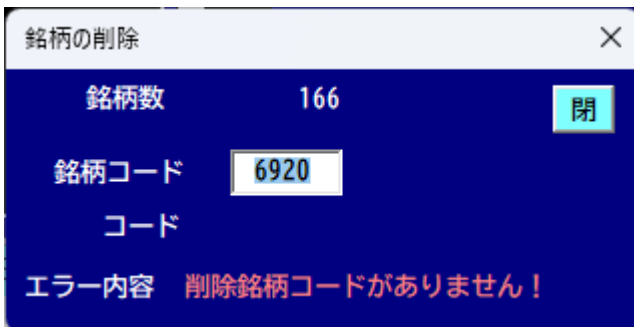 銘柄の削除
銘柄数 166
閉
銘柄コード 6920
コード
エラー内容 削除銘柄コードがありません!